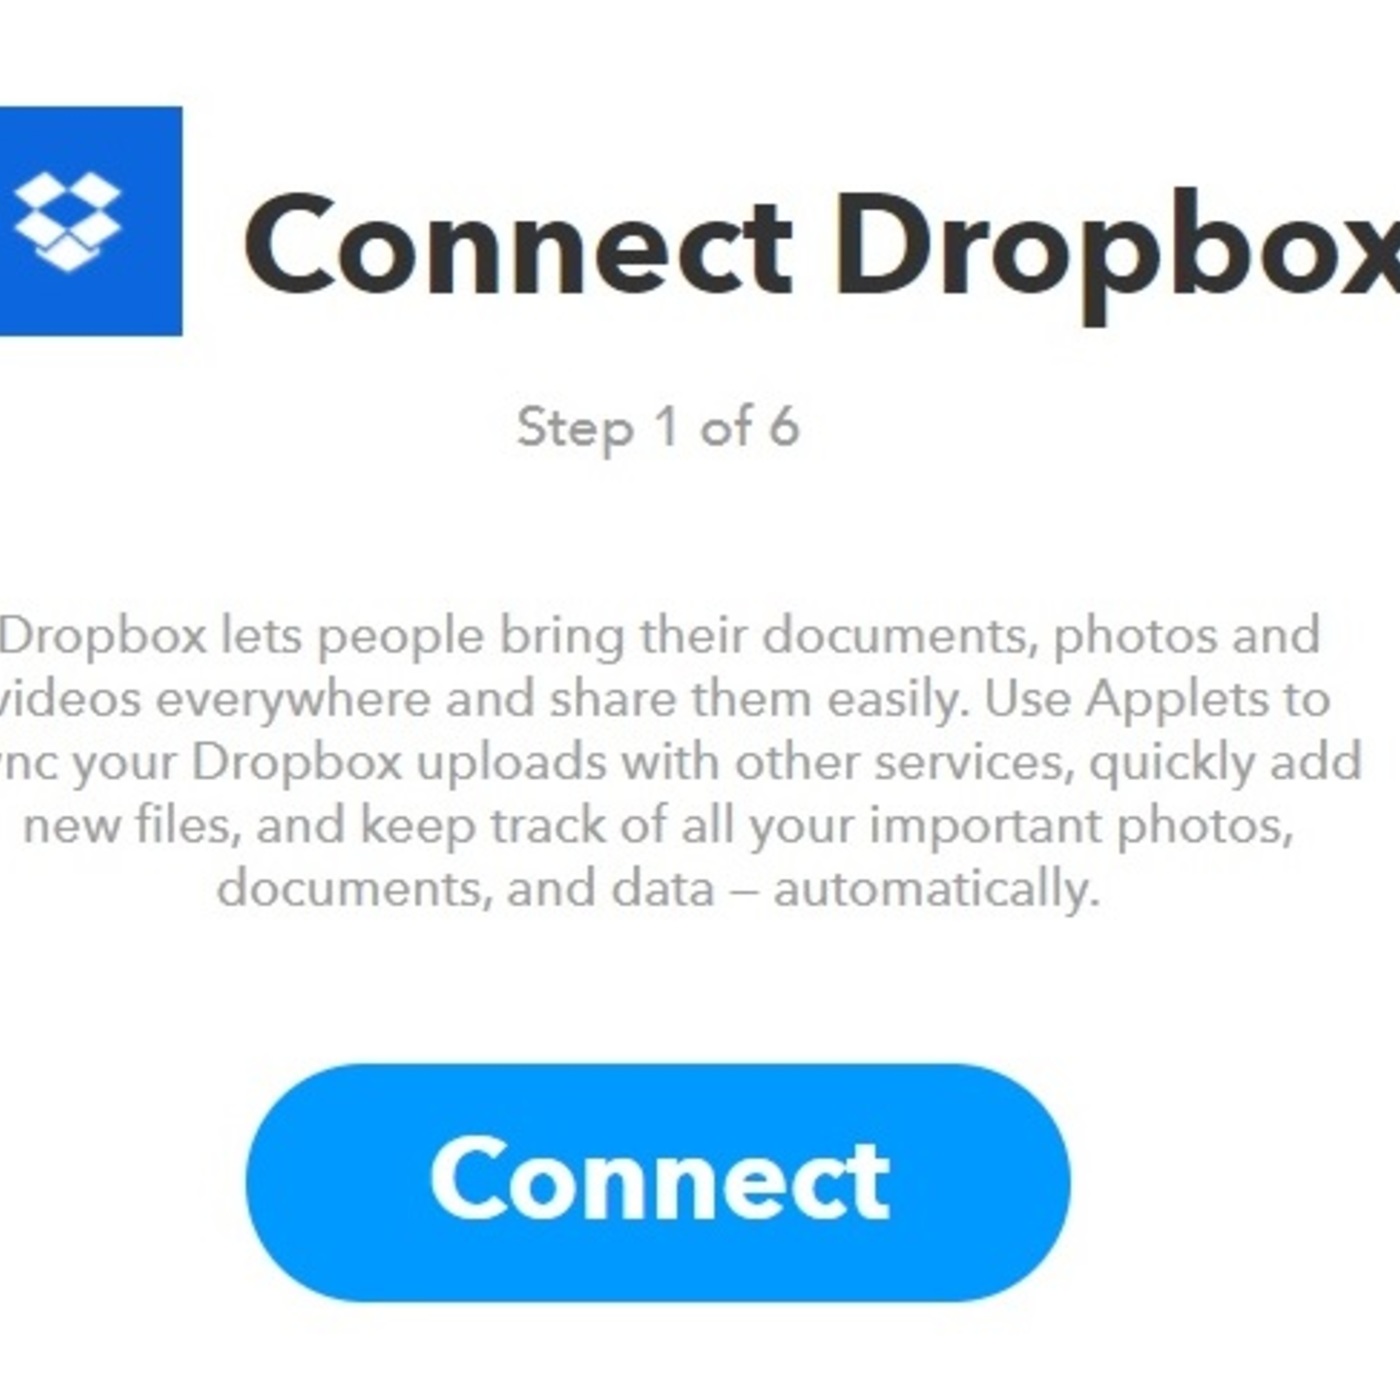 Connect Dropbox
Step 1 of 6
Dropbox lets people bring their documents, photos and
videos everywhere and share them easily. Use Applets to
nc your Dropbox uploads with other services, quickly add
new files, and keep track of all your important photos,
documents, and data – automatically.
Connect